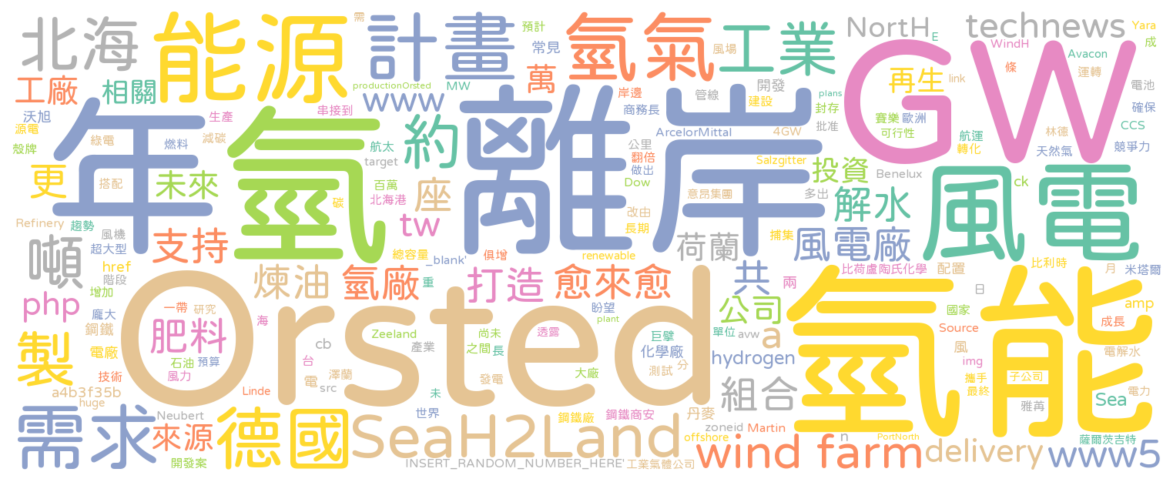 北海
能源
計畫
氫氣
工業
NortH
E
technews
WindH
Yara
成
條
Avacon
link
運轉
電池
再生
工廠
相關
www
productionOrsted
MW
預計
需
常見
萬
風場
岸邊
管線
開發
plans
沃旭
串接到
商務長
建設
封存
賽樂
歐洲
確保
漂電
生產
年
氫
約
離岸
GW
ArcelorMittal
4GW
批准
可行性
航運
林德
CCS
綠電
燃料
減碳
航太
公里
翻倍
Salzgitter
轉化
天然氣
競爭力
殼牌
target
做出
投資
Benelux
更
搭配
未來
百萬
座
Dow
意昂集團
多出
解水
ck
風電
北海港
碳
tw
改由
長期
捕集
Refinery
趨勢
風機
支持
荷蘭
風電廠
噸
超大型
總容量
俱增
renewable
href
階段
煉油
氫廠
blank'
重
打造
愈來愈
共
兩
比荷盧陶氏化學
配置
比利時
月
米塔爾
php
增加
龐大
一帶
研究
海
Zeeland
尚未
透露
盼望
巨擘
單位
avw
公司
a
日
國家
amp
鋼鐵
肥料
Orsted
plant
氫能
Source
成長
製
電廠
石油
預算
cb
產業
之間
長
化學廠
hydrogen
風
img
電解水
技術
風力
台
澤蘭
大廠
測試
分
攜手
子公司
a4b3f35b
Linde
電
src
發電
組合
最終
電力
huge
未
雅苒
Sea
需求
Neubert
來源
德國
世界
鋼鐵廠
鋼鐵商安
丹麥
zoneid
Martin
n
PortNorth
薩爾茨吉特
SeaH2Land
offshore
開發案
INSERT_RANDOM_NUMBER_HERE'
工業氣體公司
wind farm
delivery
www5